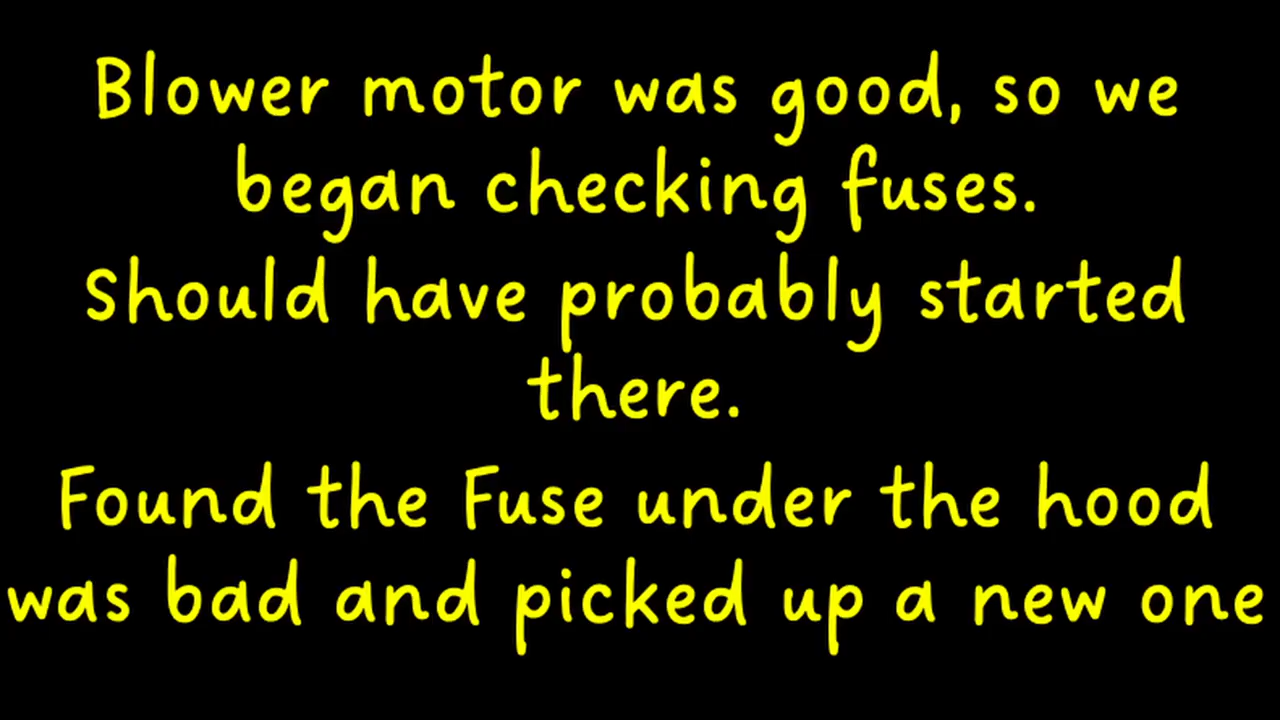 Blower motor was good, so we
began checking fuses.
Should have probably started
there.
Found the Fuse under the hood
was bad and picked up a new one